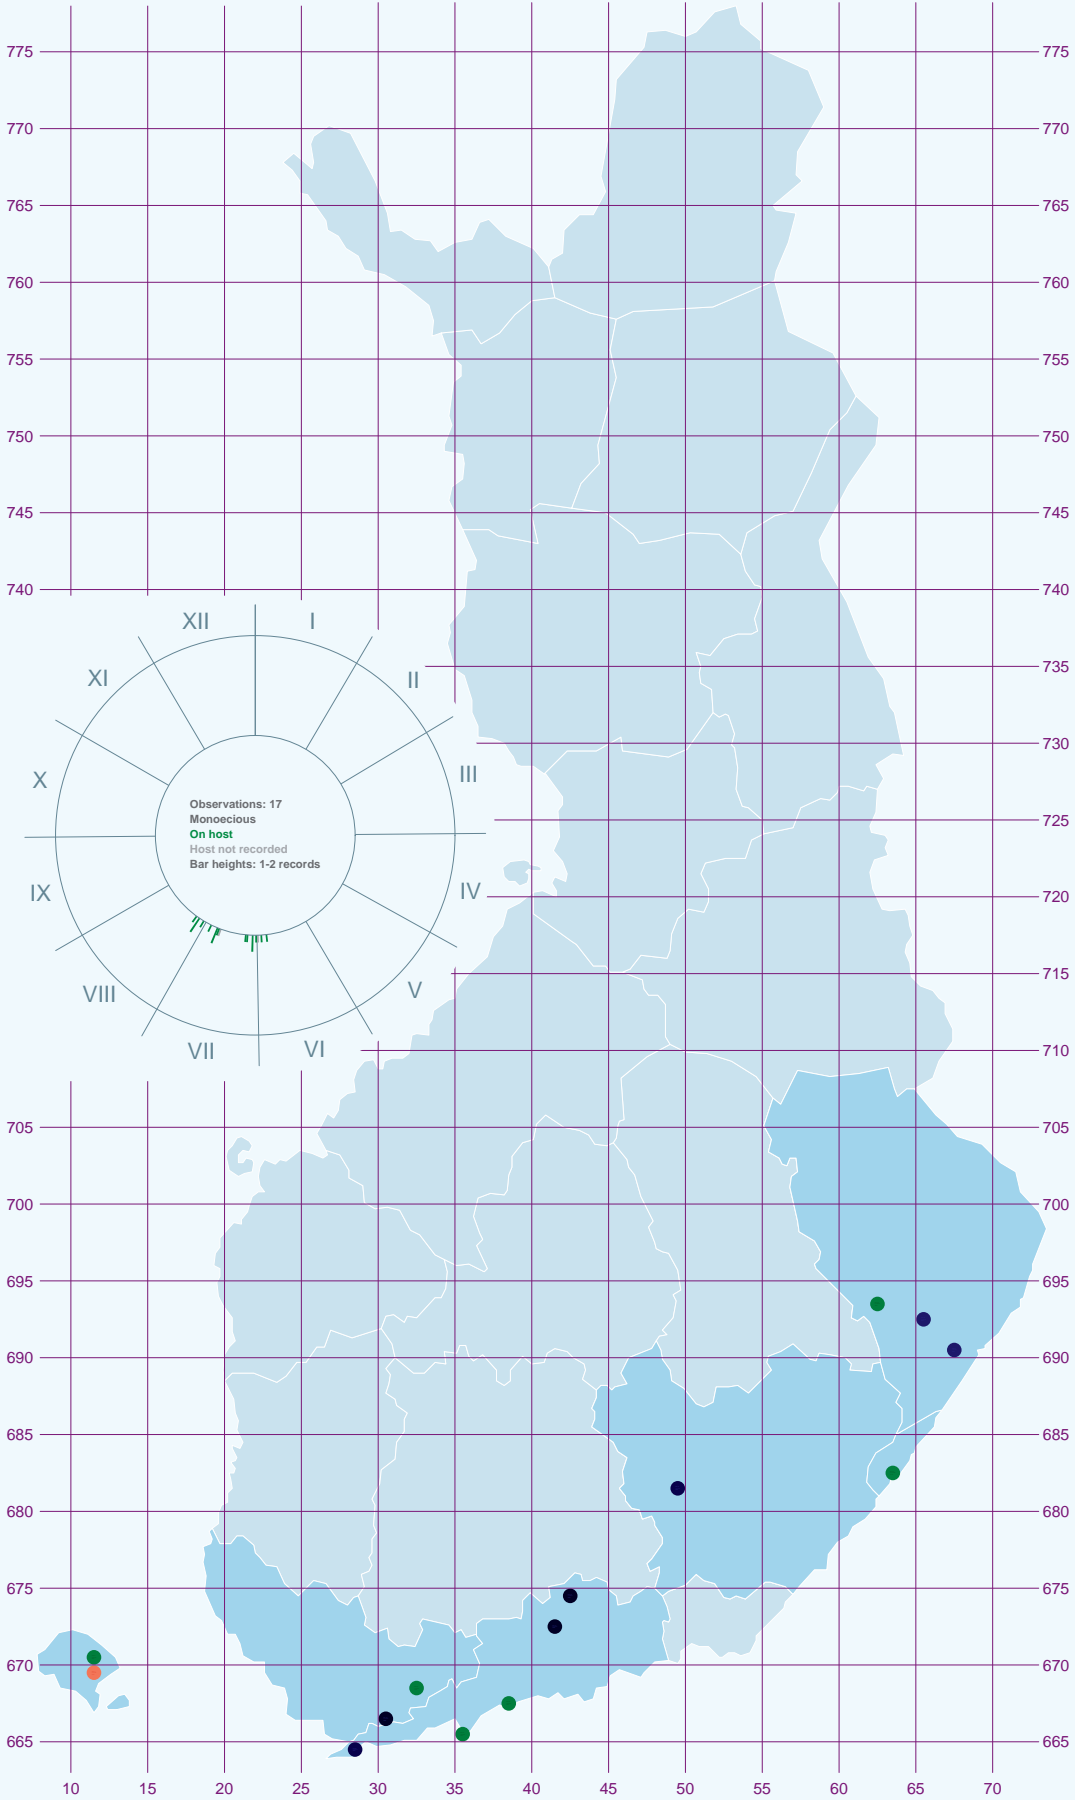 775 775
770 770
765 765
760 760
755 755
750 750
745 745
740 740
XII I
XI II
735
730
X III
Observations: 17
Monoecious
On host
Host not recorded
Bar heights: 1-2 records
725
IX IV
720
VIII V
715
VII VI
710
705 705
700 700
695 695
690 690
685 685
680 680
675 675
670 670
665 665
10 15 20 25 30 35 40 45 50 55 60 65 70